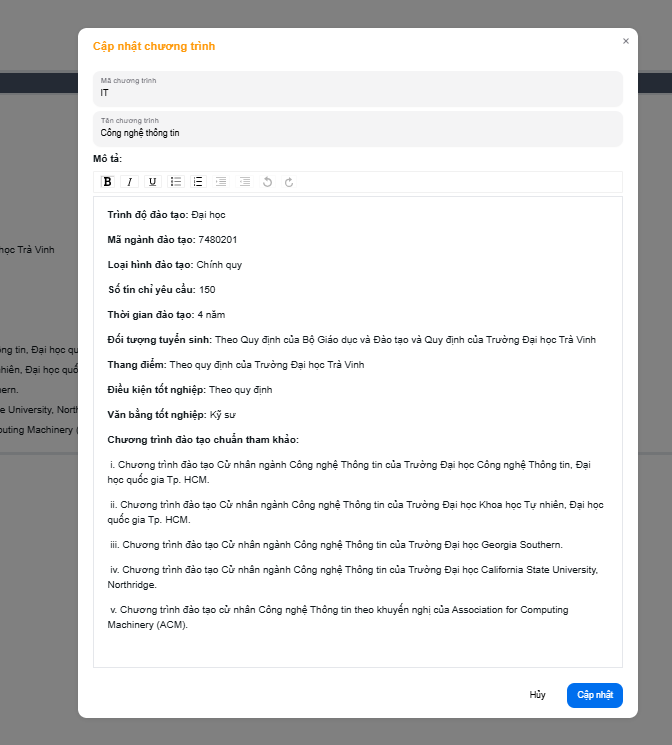 Cập nhật chương trình
×
Mã chương trình
IT
Tên chương trình
Công nghệ thông tin
Mô tả:
B I U
Trình độ đào tạo: Đại học
Mã ngành đào tạo: 7480201
học Trà Vinh
Loại hình đào tạo: Chính quy
Số tín chỉ yêu cầu: 150
Thời gian đào tạo: 4 năm
Đối tượng tuyển sinh: Theo Quy định của Bộ Giáo dục và Đào tạo và Quy định của Trường Đại học Trà Vinh
ng tin, Đại học qu
Thang điểm: Theo quy định của Trường Đại học Trà Vinh
hiên, Đại học quố
Điều kiện tốt nghiệp: Theo quy định
ern.
e University, North
Văn bằng tốt nghiệp: Kỹ sư
puting Machinery (
Chương trình đào tạo chuẩn tham khảo:
i. Chương trình đào tạo Cử nhân ngành Công nghệ Thông tin của Trường Đại học Công nghệ Thông tin, Đại
học quốc gia Tp. HCM.
ii. Chương trình đào tạo Cử nhân ngành Công nghệ Thông tin của Trường Đại học Khoa học Tự nhiên, Đại học
quốc gia Tp. HCM.
iii. Chương trình đào tạo Cử nhân ngành Công nghệ Thông tin của Trường Đại học Georgia Southern.
iv. Chương trình đào tạo Cử nhân ngành Công nghệ Thông tin của Trường Đại học California State University,
Northridge.
v. Chương trình đào tạo cử nhân Công nghệ Thông tin theo khuyến nghị của Association for Computing
Machinery (ACM).
Hủy
Cập nhật